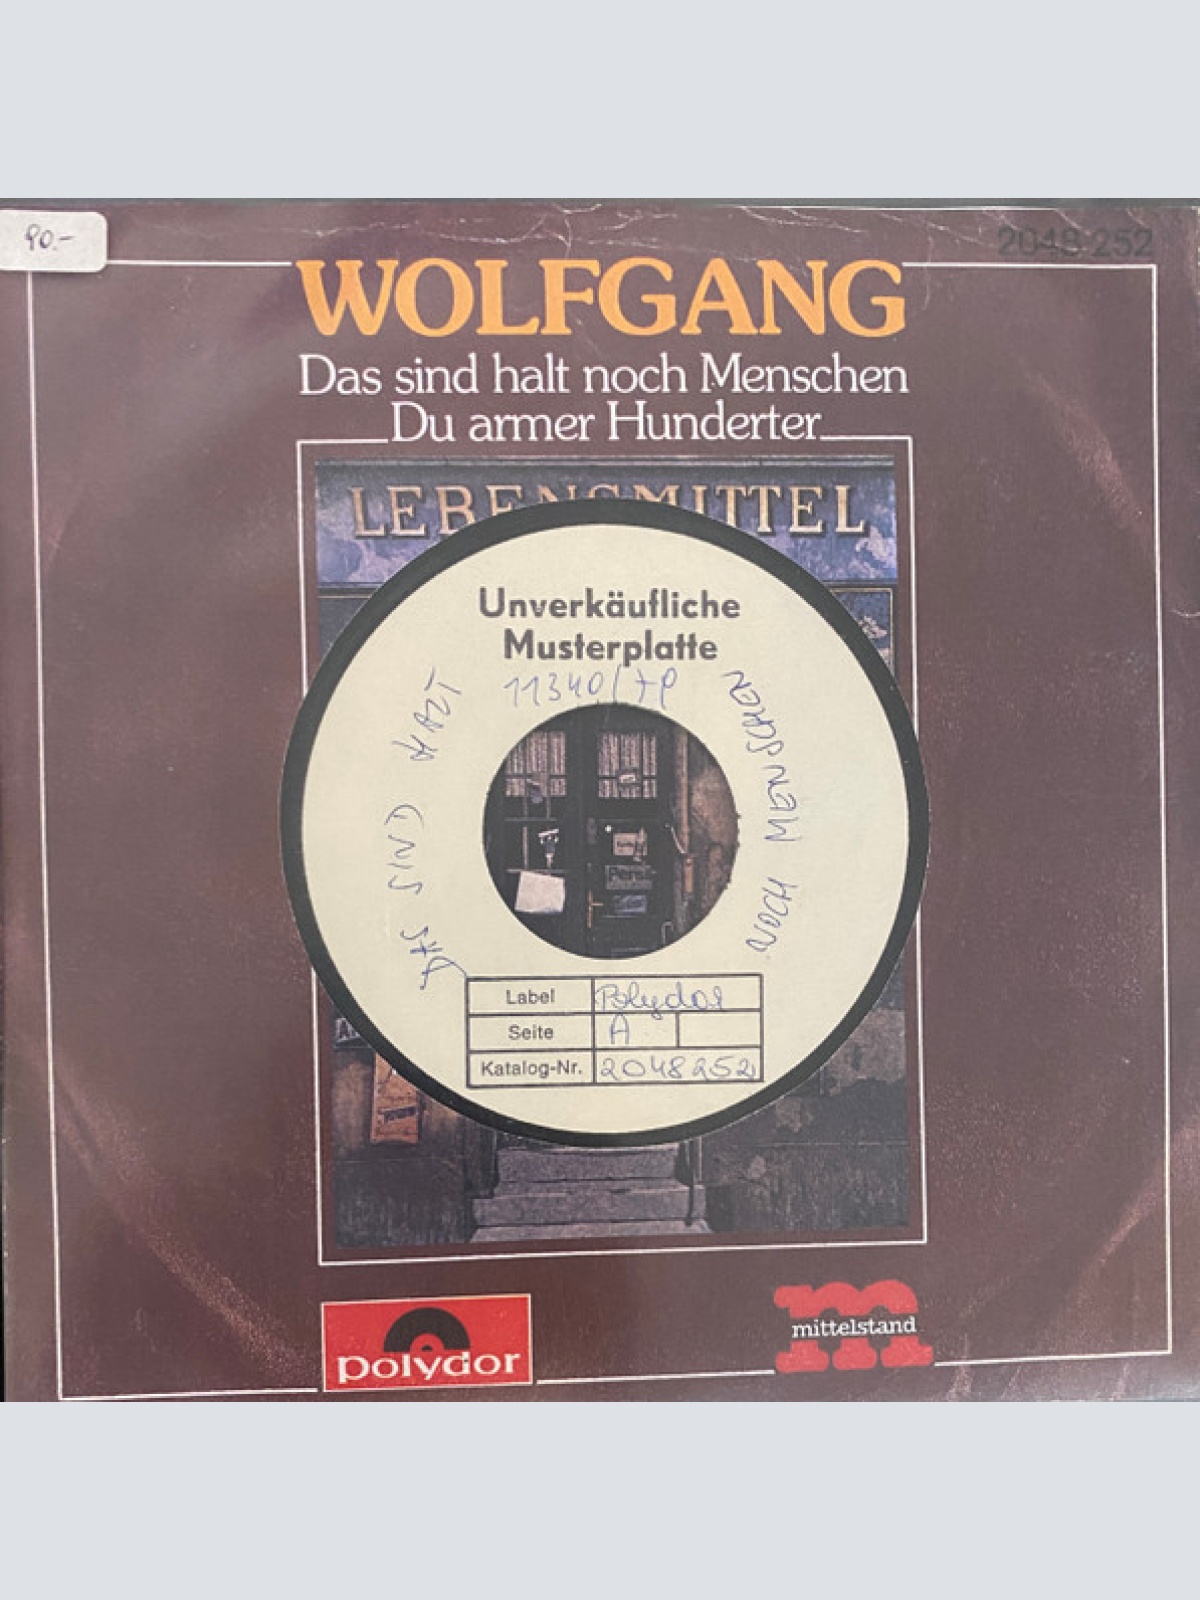 90.-
2048 252
WOLFGANG
Das sind halt noch Menschen
Du armer Hunderter
LEBENSMITTEL
Unverkäufliche
Musterplatte
11340/7P
DAS SIND HALT
NOCH MENSCHEN
Label Polydor
Seite A
Katalog-Nr. 2048252
polydor
mittelstand